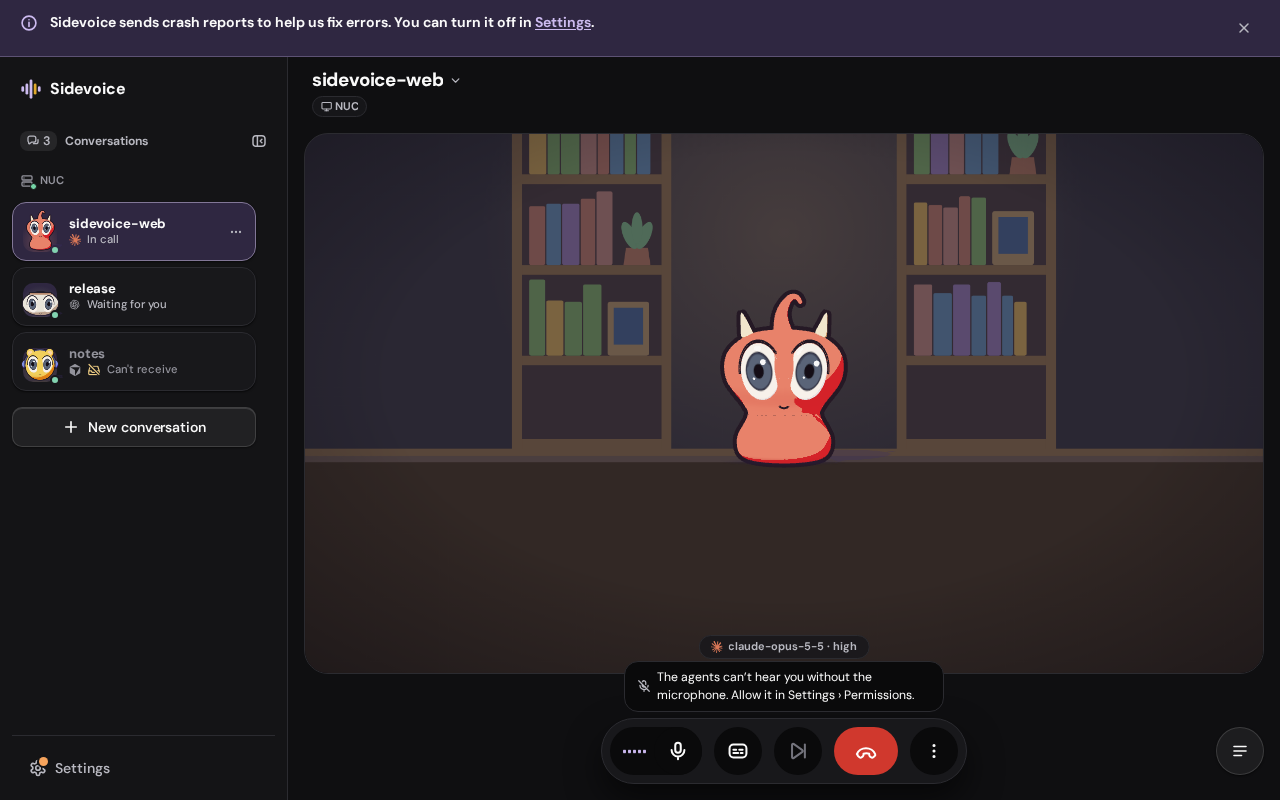 Sidevoice sends crash reports to help us fix errors. You can turn it off in Settings.
Sidevoice
3 Conversations
NUC
sidevoice-web
In call
release
Waiting for you
notes
Can't receive
New conversation
Settings
sidevoice-web
NUC
claude-opus-5-5 · high
The agents can’t hear you without the
microphone. Allow it in Settings › Permissions.